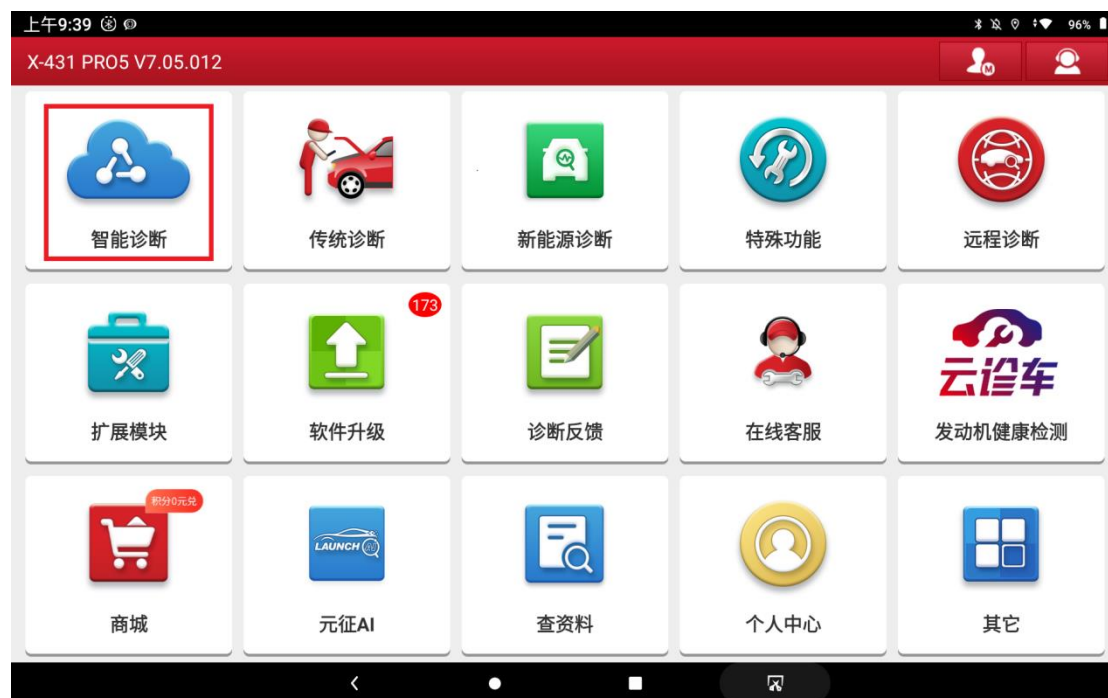 上午9:39 96%
X-431 PRO5 V7.05.012
M
智能诊断 传统诊断 新能源诊断 特殊功能 远程诊断
173
云诊车
扩展模块 软件升级 诊断反馈 在线客服 发动机健康检测
积分0元兑
LAUNCH AI
商城 元征AI 查资料 个人中心 其它